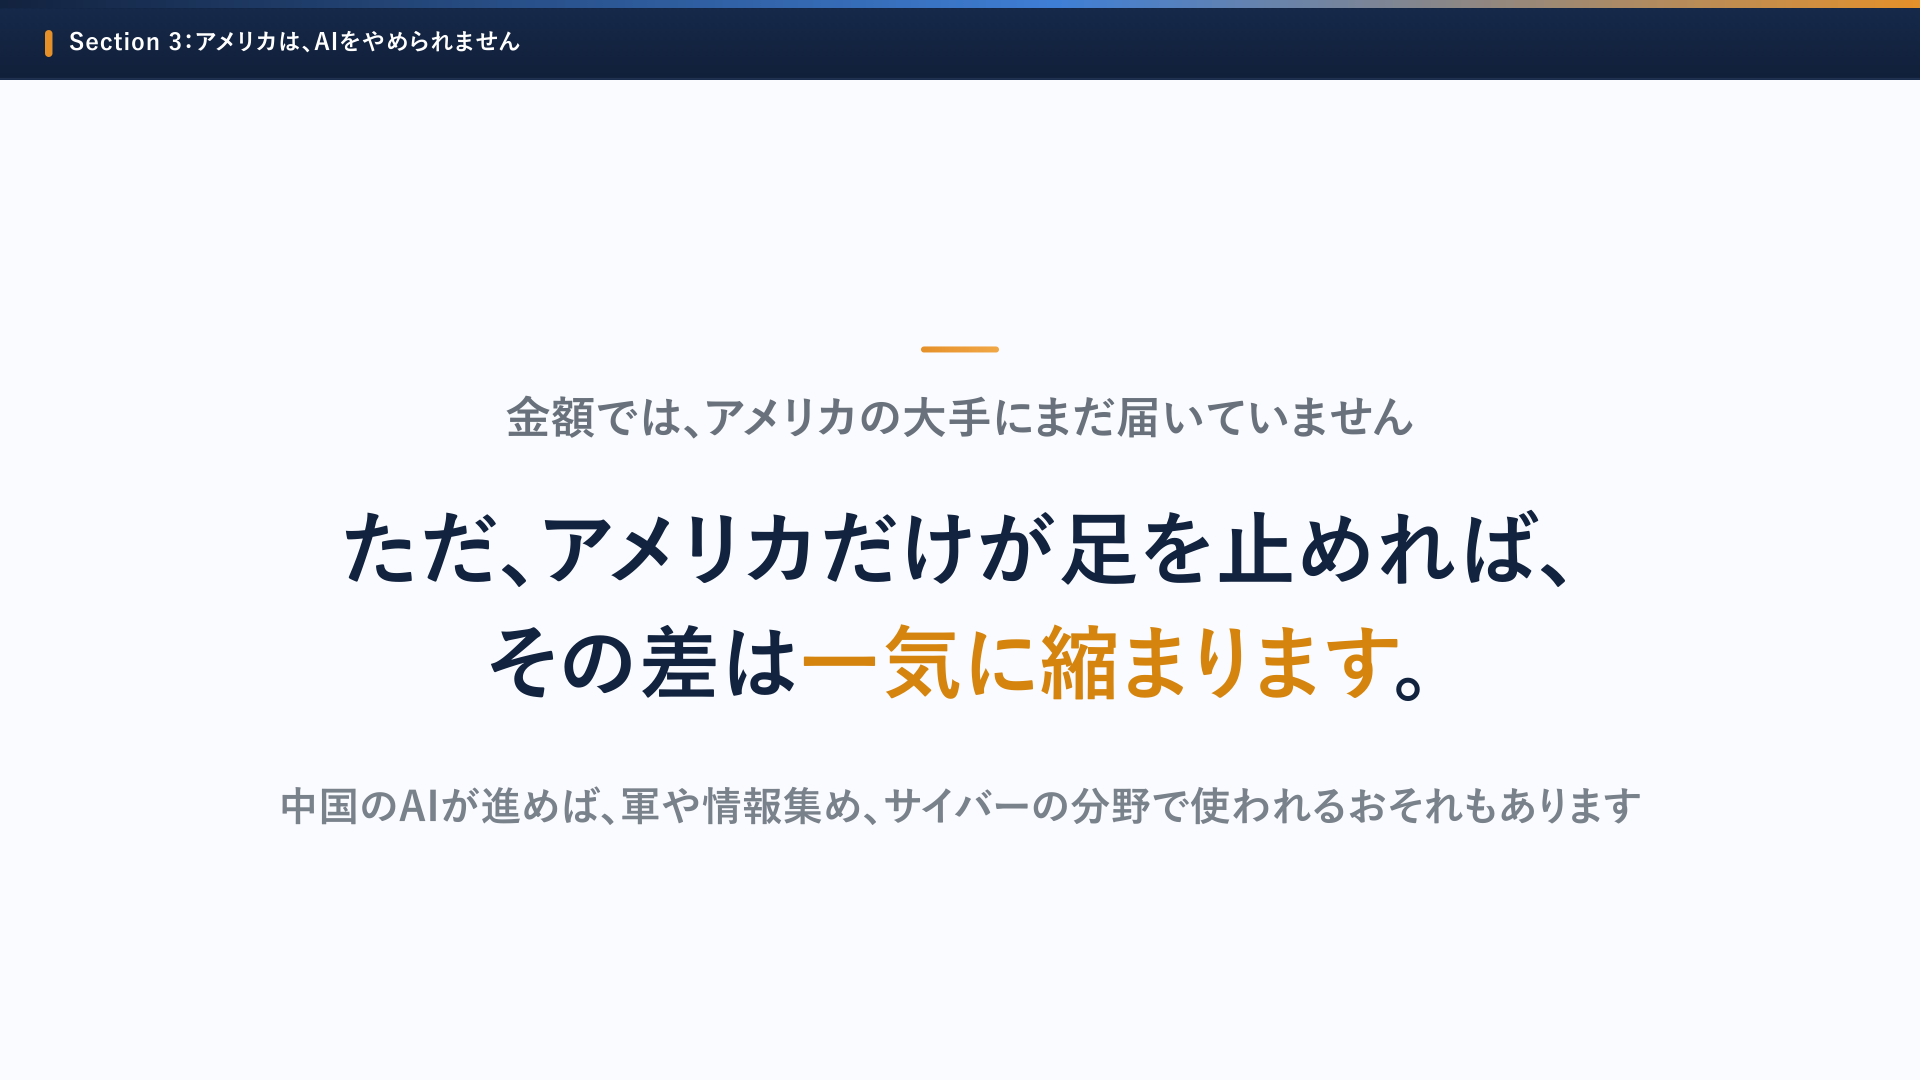 Section 3：アメリカは、AIをやめられません
金額では、アメリカの大手にまだ届いていません
ただ、アメリカだけが足を止めれば、
その差は一気に縮まります。
中国のAIが進めば、軍や情報集め、サイバーの分野で使われるおそれもあります